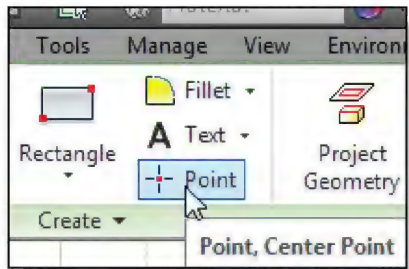 Tools Manage View Environ
Rectangle
Fillet
Text
Point
Project
Geometry
Create
Point, Center Point